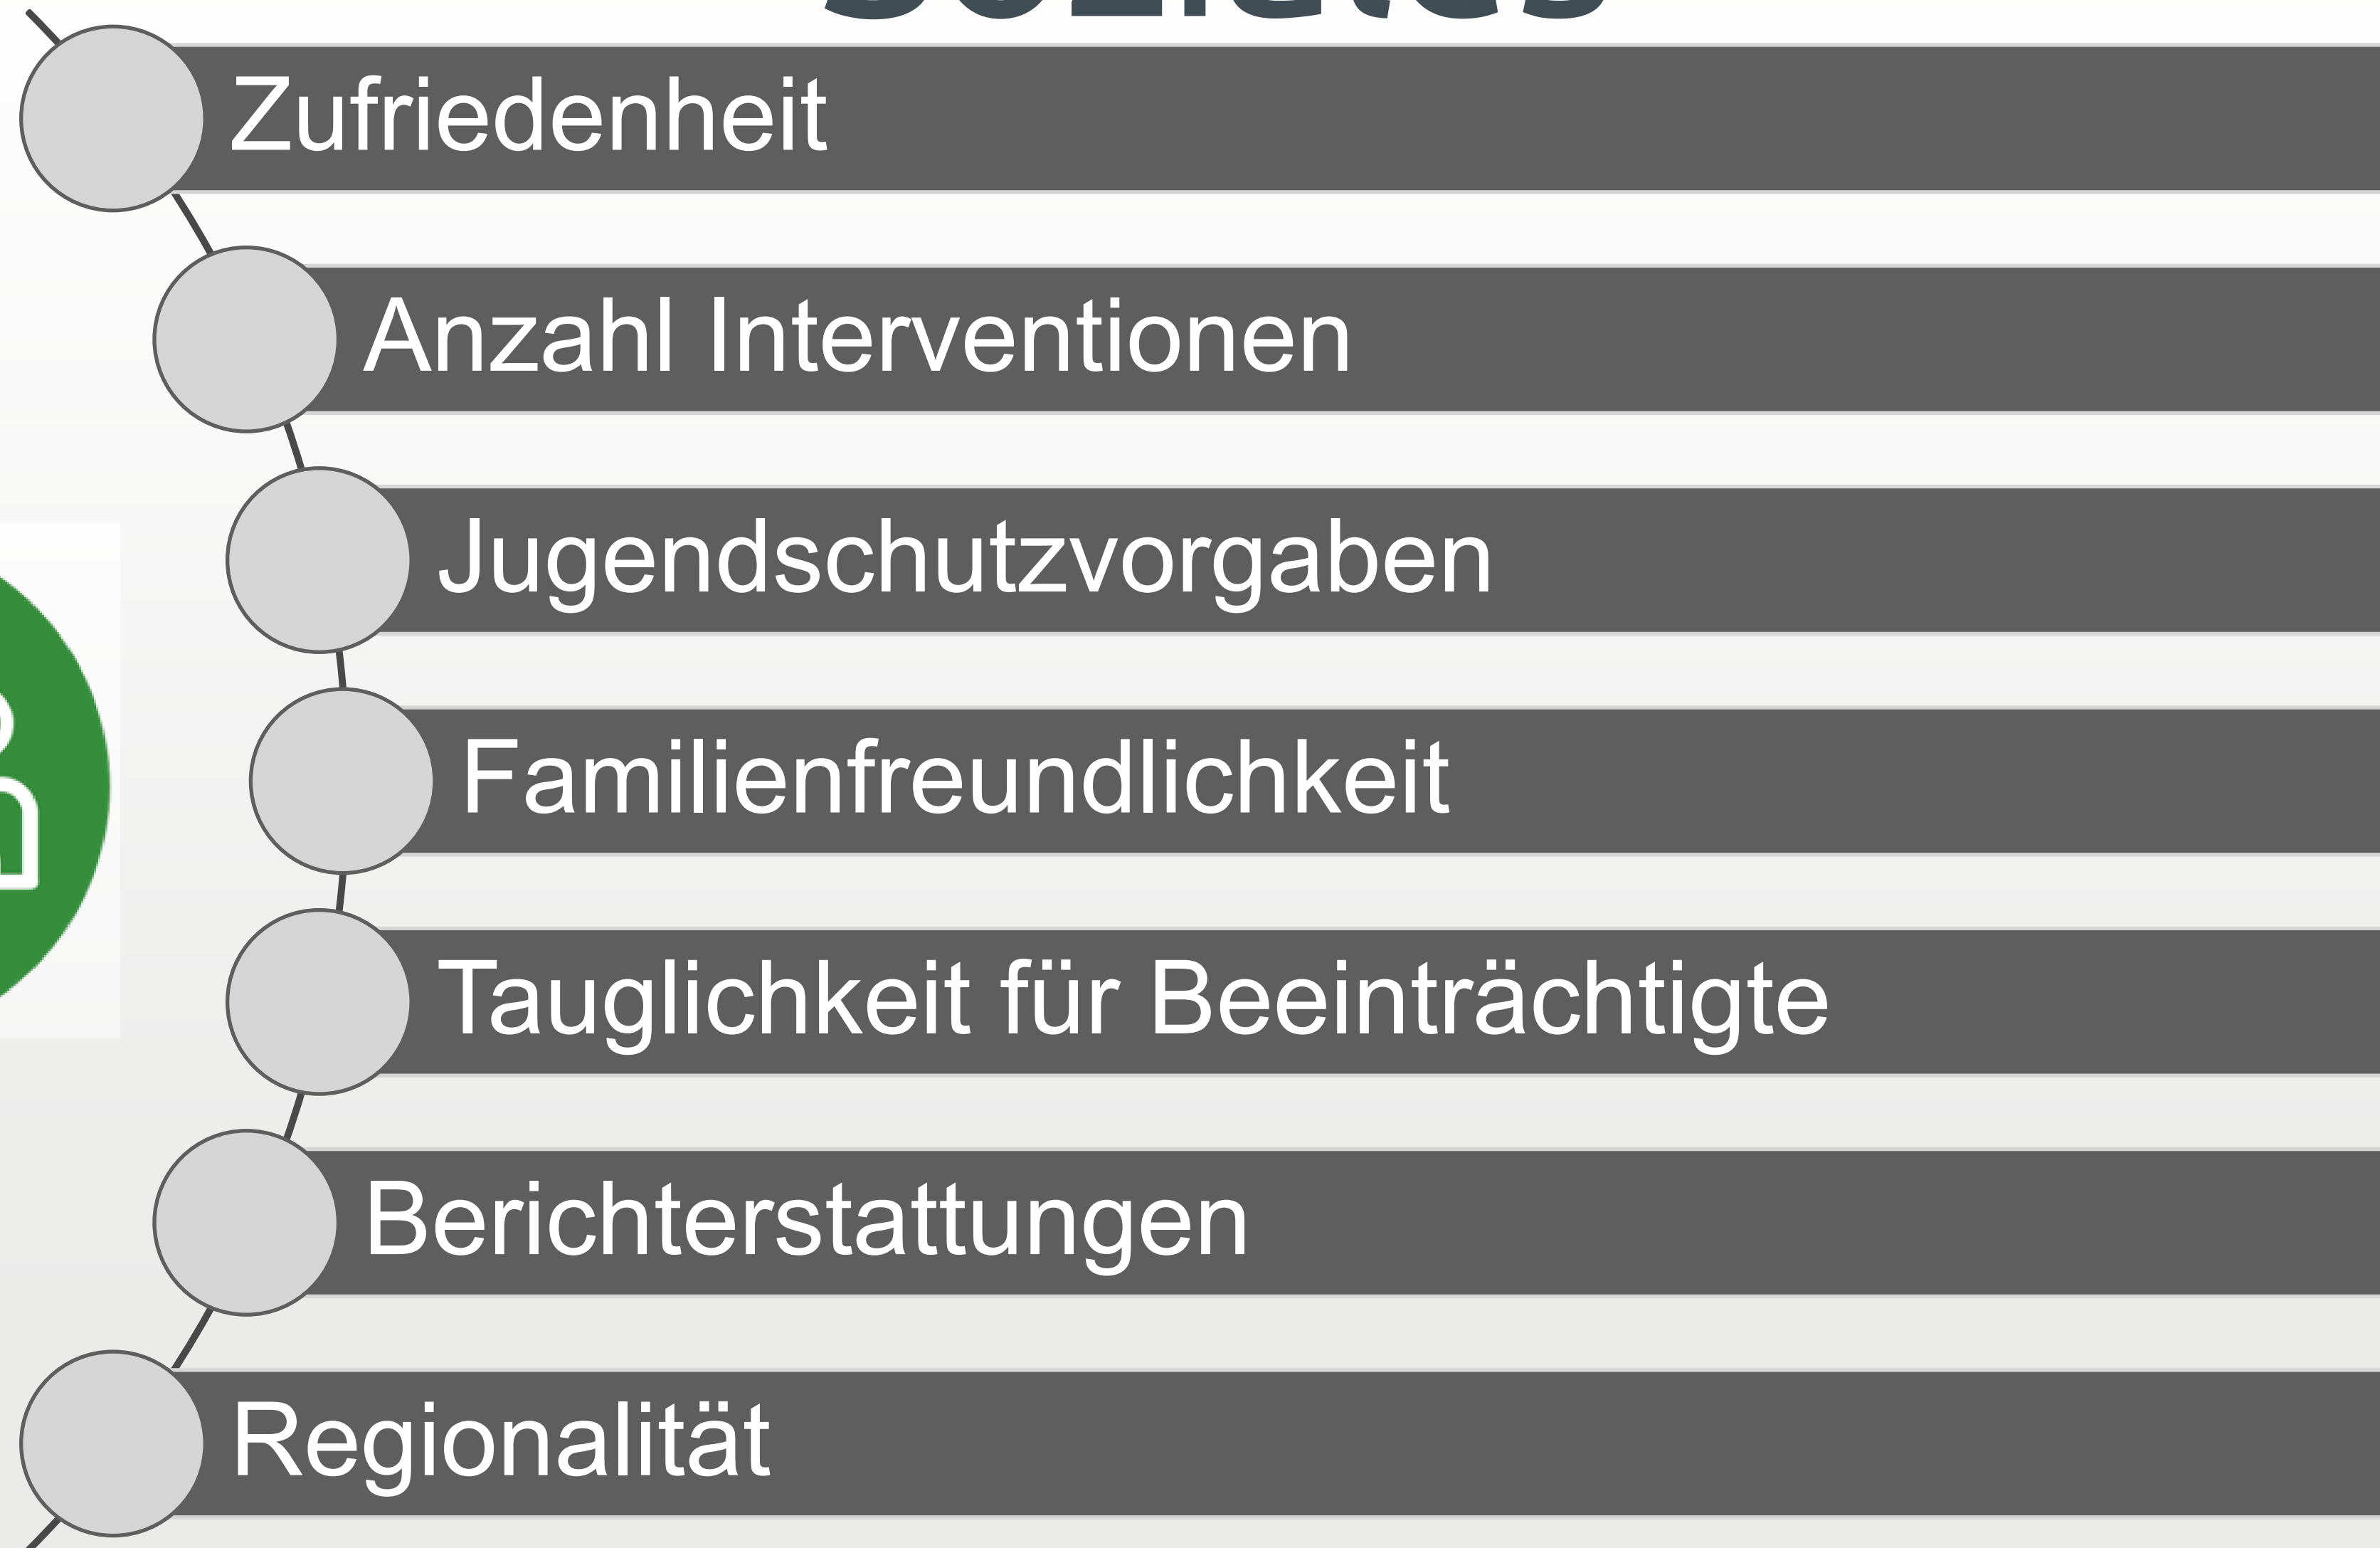 Zufriedenheit
Anzahl Interventionen
Jugendschutzvorgaben
Familienfreundlichkeit
Tauglichkeit für Beeinträchtigte
Berichterstattungen
Regionalität